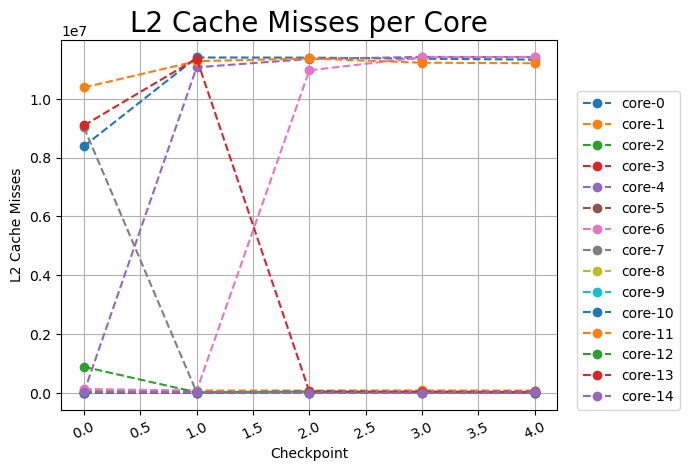 L2 Cache Misses per Core
1e7
1.0
0.8
0.6
0.4
0.2
0.0
L2 Cache Misses
0.0 0.5 1.0 1.5 2.0 2.5 3.0 3.5 4.0
Checkpoint
core-0
core-1
core-2
core-3
core-4
core-5
core-6
core-7
core-8
core-9
core-10
core-11
core-12
core-13
core-14